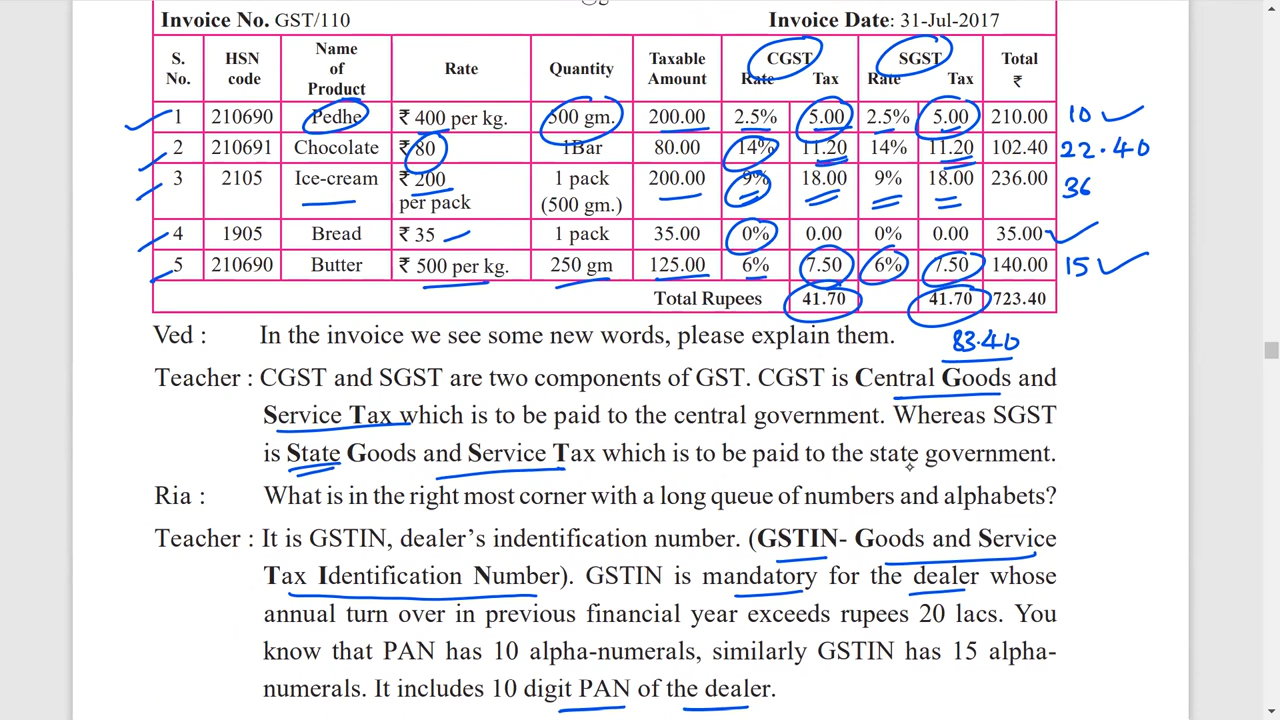 Invoice No. GST/110 Invoice Date: 31-Jul-2017
S. No. HSN code Name of Product Rate Quantity Taxable Amount CGST Rate Tax SGST Rate Tax Total ₹
1 210690 Pedhe ₹ 400 per kg. 500 gm. 200.00 2.5% 5.00 2.5% 5.00 210.00 10
2 210691 Chocolate ₹ 80 1Bar 80.00 14% 11.20 14% 11.20 102.40 22.40
3 2105 Ice-cream ₹ 200 per pack 1 pack (500 gm.) 200.00 9% 18.00 9% 18.00 236.00 36
4 1905 Bread ₹ 35 1 pack 35.00 0% 0.00 0% 0.00 35.00
5 210690 Butter ₹ 500 per kg. 250 gm 125.00 6% 7.50 6% 7.50 140.00 15
Total Rupees 41.70 41.70 723.40
Ved : In the invoice we see some new words, please explain them.
83.40
Teacher : CGST and SGST are two components of GST. CGST is Central Goods and
Service Tax which is to be paid to the central government. Whereas SGST
is State Goods and Service Tax which is to be paid to the state government.
Ria : What is in the right most corner with a long queue of numbers and alphabets?
Teacher : It is GSTIN, dealer's indentification number. (GSTIN- Goods and Service
Tax Identification Number). GSTIN is mandatory for the dealer whose
annual turn over in previous financial year exceeds rupees 20 lacs. You
know that PAN has 10 alpha-numerals, similarly GSTIN has 15 alpha-
numerals. It includes 10 digit PAN of the dealer.